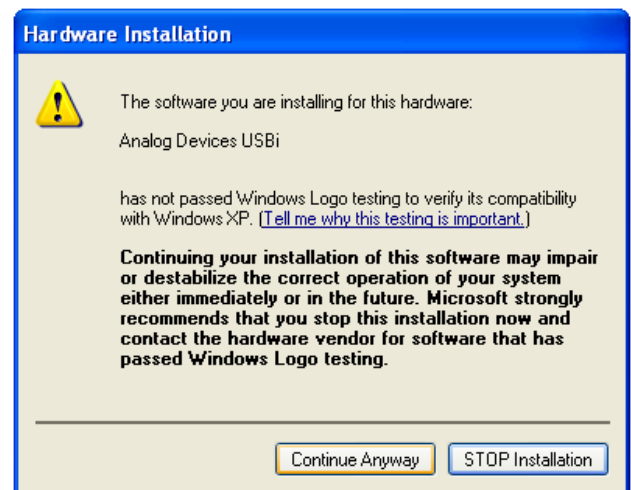 Hardware Installation
The software you are installing for this hardware:
Analog Devices USBi
has not passed Windows Logo testing to verify its compatibility
with Windows XP. (Tell me why this testing is important.)
Continuing your installation of this software may impair
or destabilize the correct operation of your system
either immediately or in the future. Microsoft strongly
recommends that you stop this installation now and
contact the hardware vendor for software that has
passed Windows Logo testing.
Continue Anyway
STOP Installation